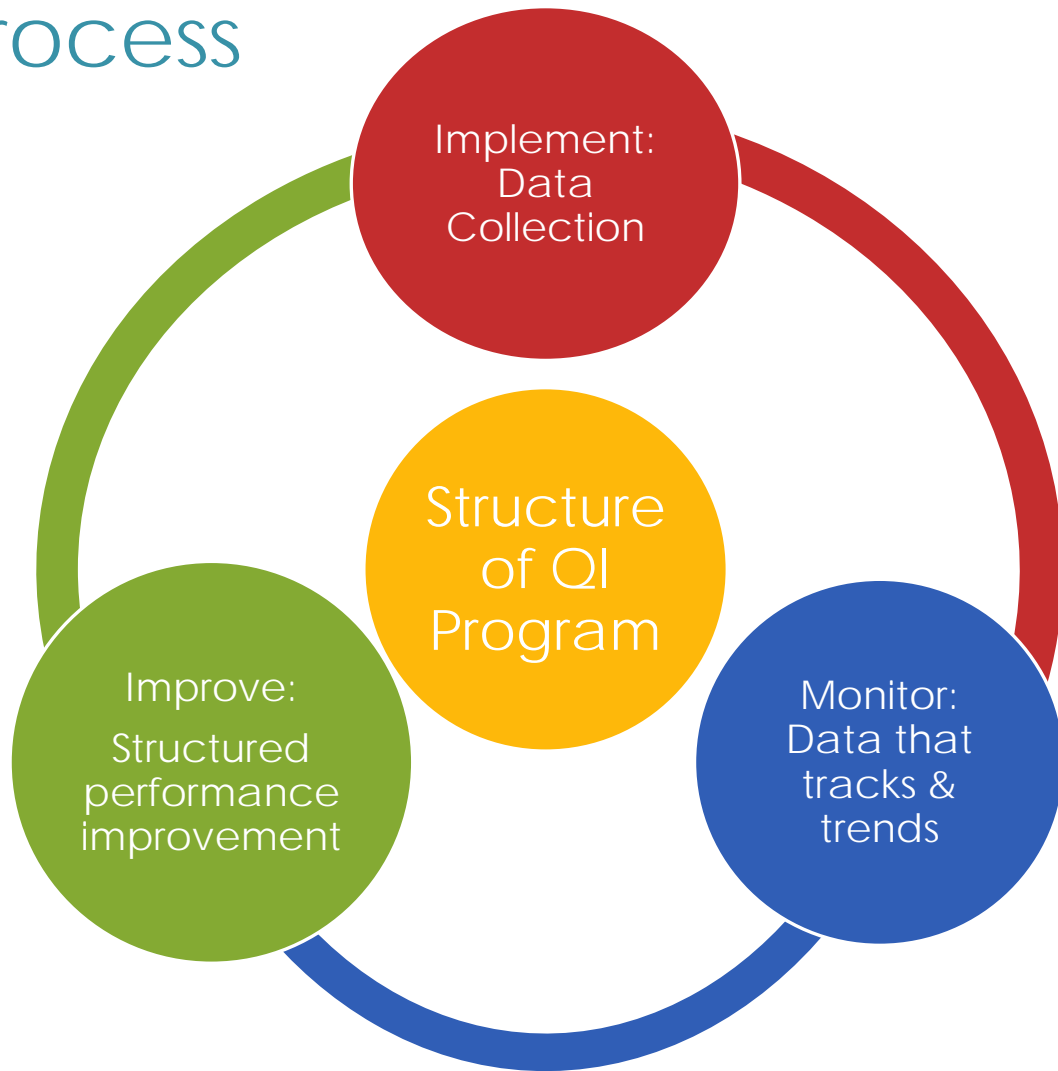 rocess
Implement:
Data
Collection
Structure
of QI
Program
Monitor:
Data that
tracks &
trends
Improve:
Structured
performance
improvement